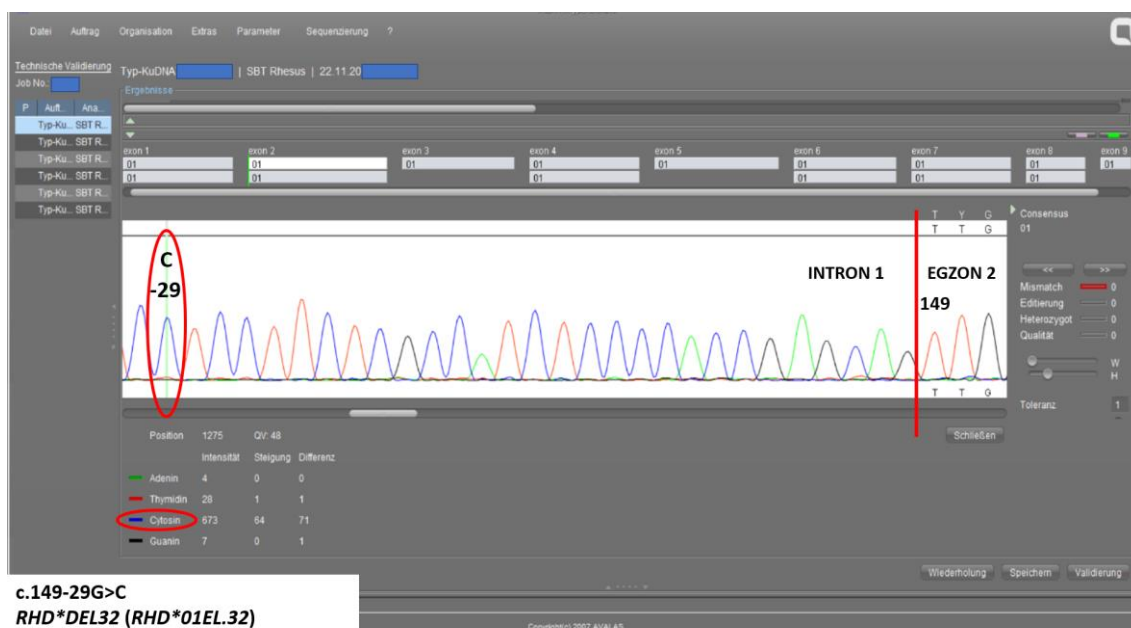 Datei Auftrag Organisation Extras Parameter Sequenzierung ?
Technische Validierung
Job No.:
Typ-KuDNA | SBT Rhesus | 22.11.20
Ergebnisse
P Auft... Ana...
Typ-Ku... SBT R...
Typ-Ku... SBT R...
Typ-Ku... SBT R...
Typ-Ku... SBT R...
Typ-Ku... SBT R...
Typ-Ku... SBT R...
exon 1 exon 2 exon 3 exon 4 exon 5 exon 6 exon 7 exon 8 exon 9
01 01 01 01 01 01 01 01 01
01 01 01 01 01 01
T Y G
T T G
Consensus
01
C
-29
INTRON 1 EGZON 2
149
<< >>
Mismatch 0
Editierung 0
Heterozygot 0
Qualität 0
W
H
T T G
Toleranz 1
Position 1275 QV: 48
Schließen
Intensität Steigung Differenz
Adenin 4 0 0
Thymidin 28 1 1
Cytosin 673 64 71
Guanin 7 0 1
Wiederholung Speichern Validierung
c.149-29G>C
RHD*DEL32 (RHD*01EL.32)